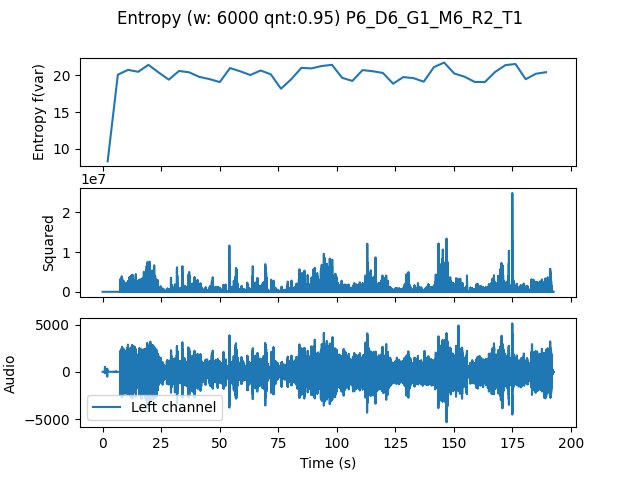 Entropy (w: 6000 qnt:0.95) P6_D6_G1_M6_R2_T1
Entropy f(var)
20
15
10
1e7
Squared
2
1
0
Audio
5000
0
−5000
Left channel
0 25 50 75 100 125 150 175 200
Time (s)